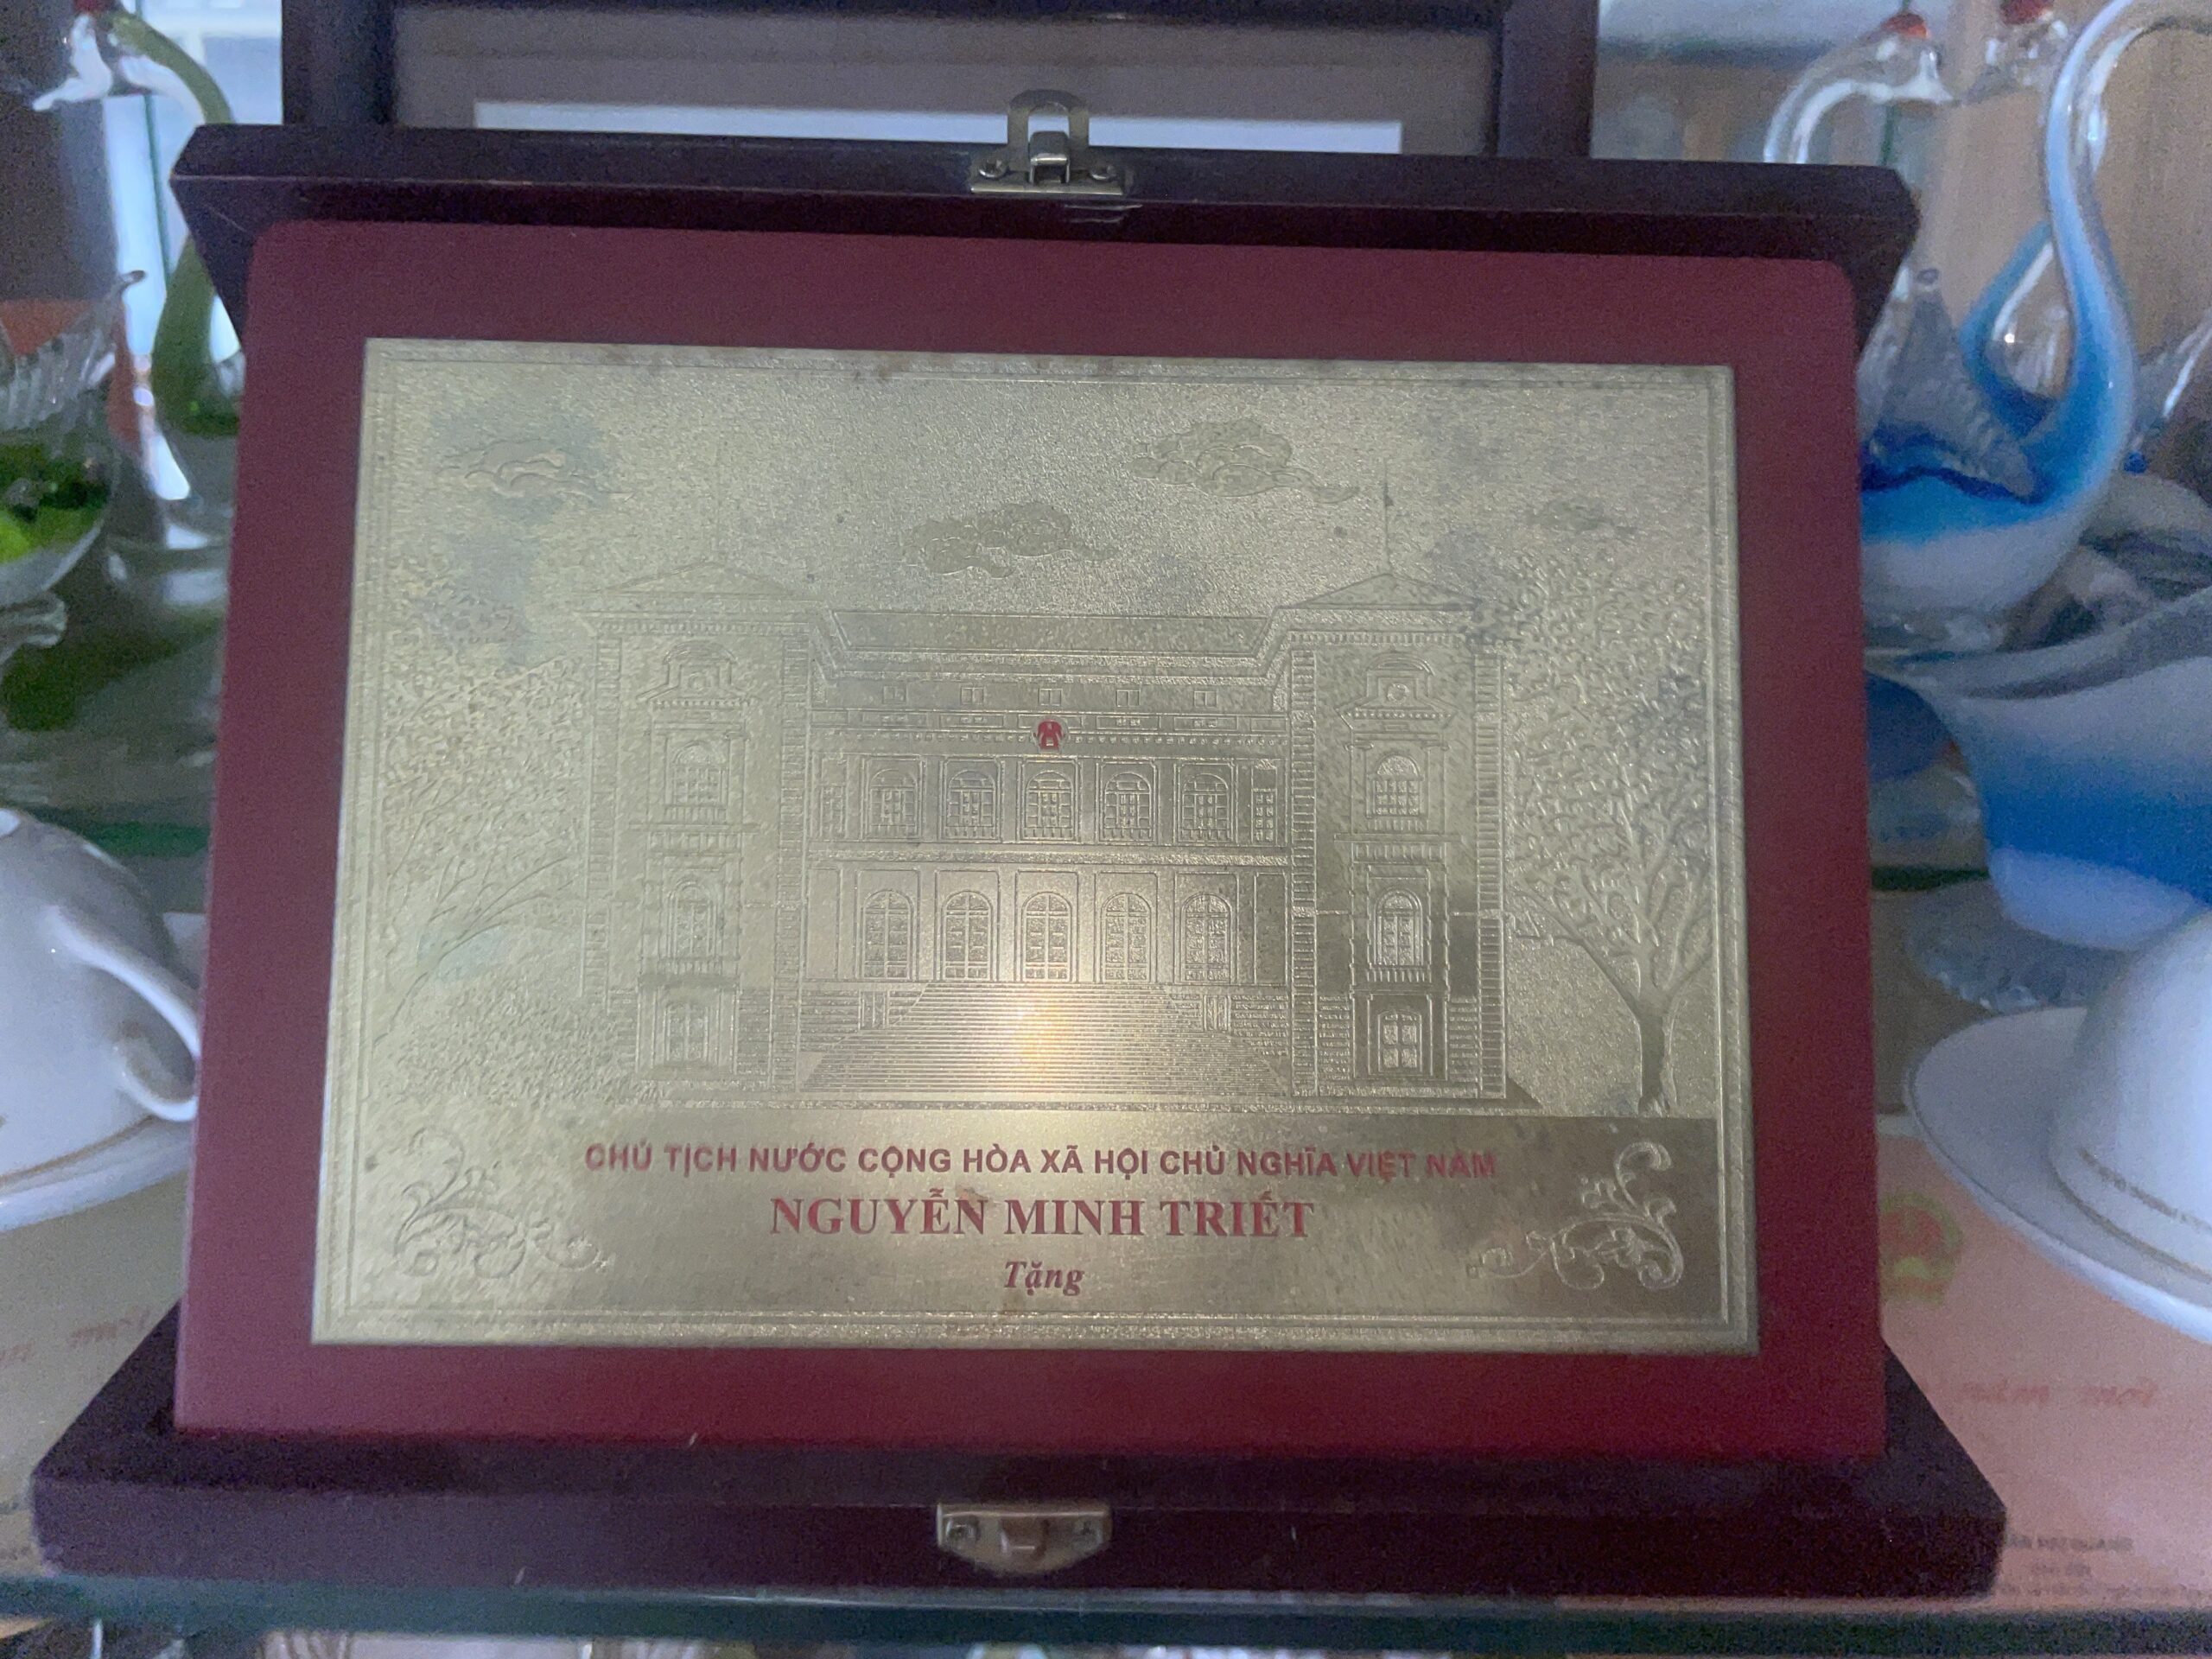 CHỦ TỊCH NƯỚC CỘNG HÒA XÃ HỘI CHỦ NGHĨA VIỆT NAM
NGUYỄN MINH TRIẾT
Tặng